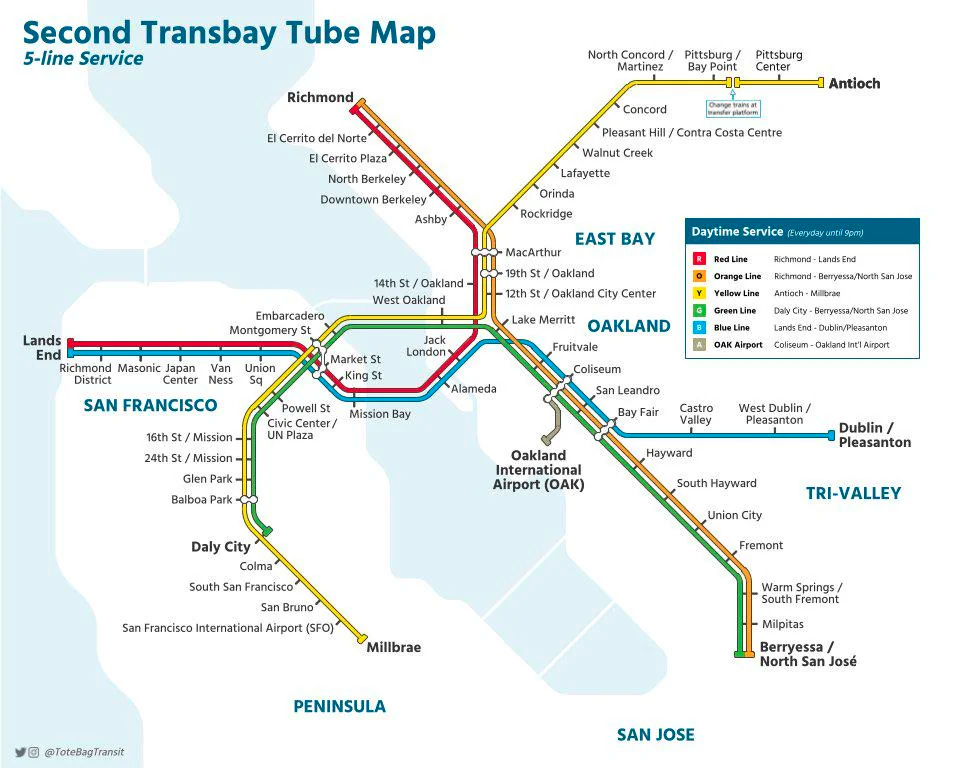 Second Transbay Tube Map
5-line Service
North Concord /
Martinez
Pittsburg /
Bay Point
Pittsburg
Center
Antioch
Change trains at
transfer platform
Concord
Pleasant Hill / Contra Costa Centre
Walnut Creek
Lafayette
Orinda
Rockridge
Richmond
El Cerrito del Norte
El Cerrito Plaza
North Berkeley
Downtown Berkeley
Ashby
EAST BAY
MacArthur
19th St / Oakland
12th St / Oakland City Center
14th St / Oakland
West Oakland
Daytime Service (Everyday until 9pm)
R Red Line Richmond - Lands End
O Orange Line Richmond - Berryessa/North San Jose
Y Yellow Line Antioch - Millbrae
G Green Line Daly City - Berryessa/North San Jose
B Blue Line Lands End - Dublin/Pleasanton
A OAK Airport Coliseum - Oakland Int'l Airport
Embarcadero
Montgomery St
Lake Merritt
OAKLAND
Lands
End
Richmond
District
Masonic
Japan
Center
Van
Ness
Union
Sq
Market St
King St
Jack
London
Fruitvale
Coliseum
San Leandro
Bay Fair
Alameda
Mission Bay
SAN FRANCISCO
Powell St
Civic Center /
UN Plaza
16th St / Mission
24th St / Mission
Glen Park
Balboa Park
Castro
Valley
West Dublin /
Pleasanton
Dublin /
Pleasanton
Oakland
International
Airport (OAK)
Hayward
South Hayward
TRI-VALLEY
Union City
Fremont
Daly City
Colma
South San Francisco
San Bruno
San Francisco International Airport (SFO)
Millbrae
Warm Springs /
South Fremont
Milpitas
Berryessa /
North San José
PENINSULA
SAN JOSE
@ToteBagTransit